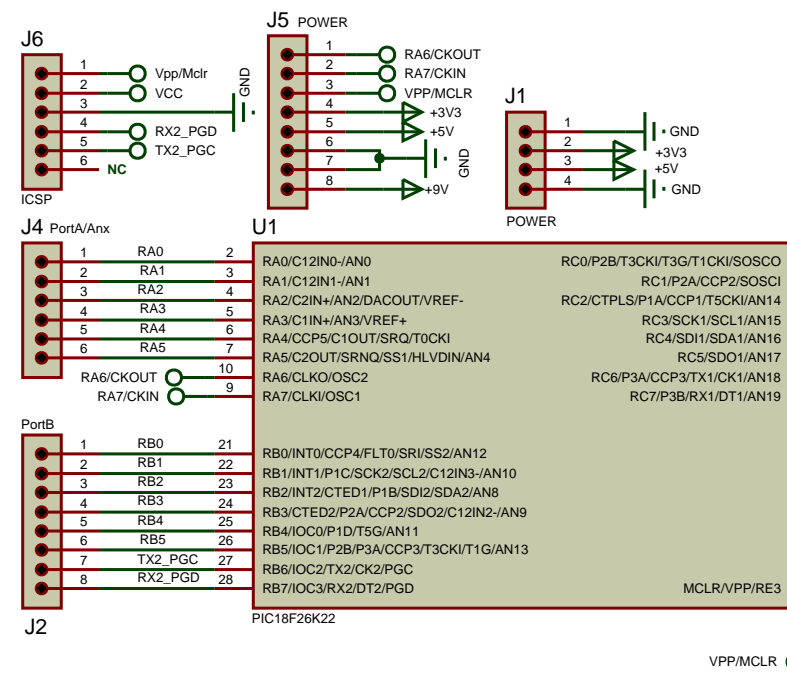 J6
1 Vpp/Mclr
2 VCC
3 GND
4 RX2_PGD
5 TX2_PGC
6 NC
ICSP
J5 POWER
1 RA6/CKOUT
2 RA7/CKIN
3 VPP/MCLR
4 +3V3
5 +5V
6
7 GND
8 +9V
J1
1 GND
2 +3V3
3 +5V
4 GND
POWER
J4 PortA/Anx
U1
1 RA0 2 RA0/C12IN0-/AN0 RC0/P2B/T3CKI/T3G/T1CKI/SOSCO
2 RA1 3 RA1/C12IN1-/AN1 RC1/P2A/CCP2/SOSCI
3 RA2 4 RA2/C2IN+/AN2/DACOUT/VREF- RC2/CTPLS/P1A/CCP1/T5CKI/AN14
4 RA3 5 RA3/C1IN+/AN3/VREF+ RC3/SCK1/SCL1/AN15
5 RA4 6 RA4/CCP5/C1OUT/SRQ/T0CKI RC4/SDI1/SDA1/AN16
6 RA5 7 RA5/C2OUT/SRNQ/SS1/HLVDIN/AN4 RC5/SDO1/AN17
RA6/CKOUT 10 RA6/CLKO/OSC2 RC6/P3A/CCP3/TX1/CK1/AN18
RA7/CKIN 9 RA7/CLKI/OSC1 RC7/P3B/RX1/DT1/AN19
PortB
1 RB0 21 RB0/INT0/CCP4/FLT0/SRI/SS2/AN12
2 RB1 22 RB1/INT1/P1C/SCK2/SCL2/C12IN3-/AN10
3 RB2 23 RB2/INT2/CTED1/P1B/SDI2/SDA2/AN8
4 RB3 24 RB3/CTED2/P2A/CCP2/SDO2/C12IN2-/AN9
5 RB4 25 RB4/IOC0/P1D/T5G/AN11
6 RB5 26 RB5/IOC1/P2B/P3A/CCP3/T3CKI/T1G/AN13
7 TX2_PGC 27 RB6/IOC2/TX2/CK2/PGC
8 RX2_PGD 28 RB7/IOC3/RX2/DT2/PGD MCLR/VPP/RE3
J2
PIC18F26K22
VPP/MCLR